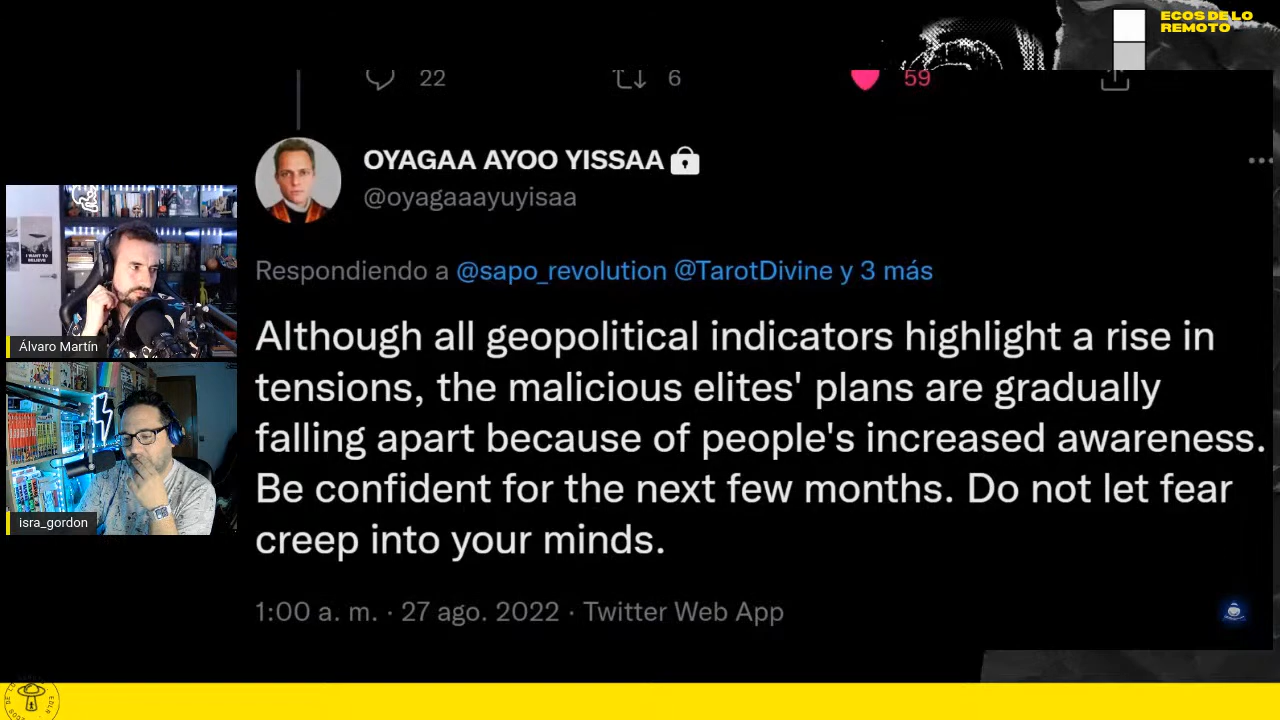 ECOS DE LO
REMOTO
22
6
59
OYAGAA AYOO YISSAA
@oyagaaayuyisaa
Respondiendo a @sapo_revolution @TarotDivine y 3 más
Although all geopolitical indicators highlight a rise in
tensions, the malicious elites' plans are gradually
falling apart because of people's increased awareness.
Be confident for the next few months. Do not let fear
creep into your minds.
1:00 a. m. · 27 ago. 2022 · Twitter Web App
I WANT TO
BELIEVE
Álvaro Martín
isra_gordon